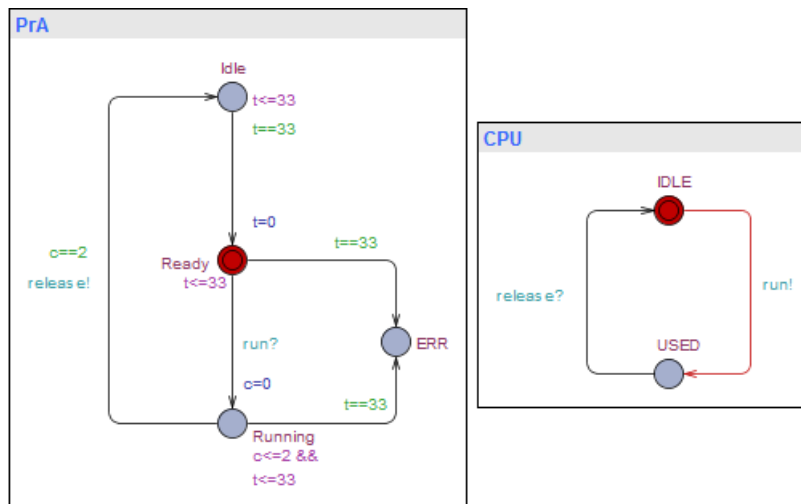 PrA
Idle
t<=33
t==33
t=0
Ready
t<=33
t==33
c==2
release!
run?
ERR
c=0
t==33
Running
c<=2 &&
t<=33
CPU
IDLE
release?
run!
USED